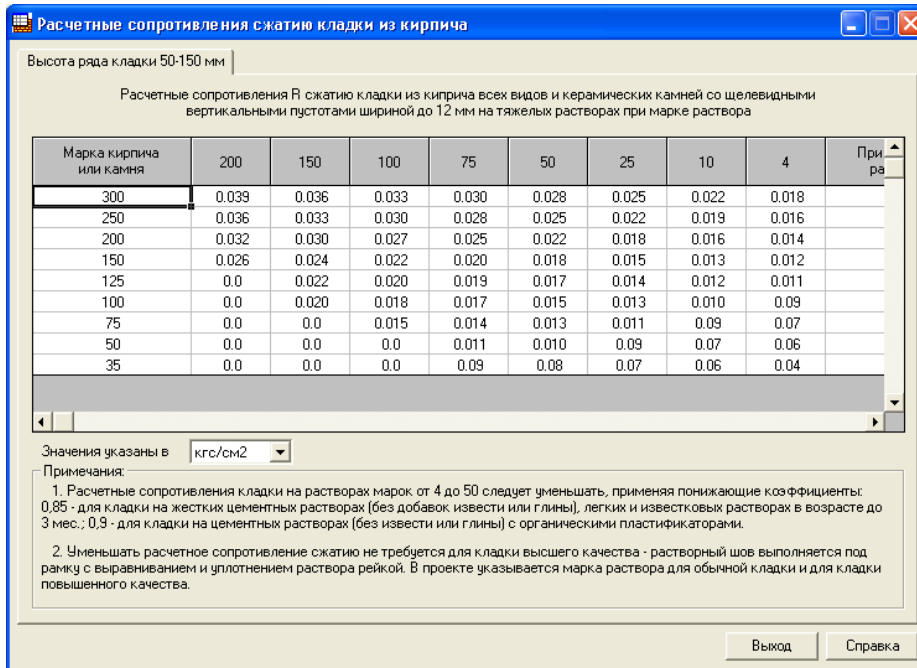 Расчетные сопротивления сжатию кладки из кирпича
Высота ряда кладки 50-150 мм
Расчетные сопротивления R сжатию кладки из киприча всех видов и керамических камней со щелевидными
вертикальными пустотами шириной до 12 мм на тяжелых растворах при марке раствора
Марка кирпича или камня 200 150 100 75 50 25 10 4 При ра
300 0.039 0.036 0.033 0.030 0.028 0.025 0.022 0.018
250 0.036 0.033 0.030 0.028 0.025 0.022 0.019 0.016
200 0.032 0.030 0.027 0.025 0.022 0.018 0.016 0.014
150 0.026 0.024 0.022 0.020 0.018 0.015 0.013 0.012
125 0.0 0.022 0.020 0.019 0.017 0.014 0.012 0.011
100 0.0 0.020 0.018 0.017 0.015 0.013 0.010 0.09
75 0.0 0.0 0.015 0.014 0.013 0.011 0.09 0.07
50 0.0 0.0 0.0 0.011 0.010 0.09 0.07 0.06
35 0.0 0.0 0.0 0.09 0.08 0.07 0.06 0.04
Значения указаны в кгс/см2
Примечания:
1. Расчетные сопротивления кладки на растворах марок от 4 до 50 следует уменьшать, применяя понижающие коэффициенты:
0,85 - для кладки на жестких цементных растворах (без добавок извести или глины), легких и известковых растворах в возрасте до
3 мес.; 0,9 - для кладки на цементных растворах (без извести или глины) с органическими пластификаторами.
2. Уменьшать расчетное сопротивление сжатию не требуется для кладки высшего качества - растворный шов выполняется под
рамку с выравниванием и уплотнением раствора рейкой. В проекте указывается марка раствора для обычной кладки и для кладки
повышенного качества.
Выход Справка